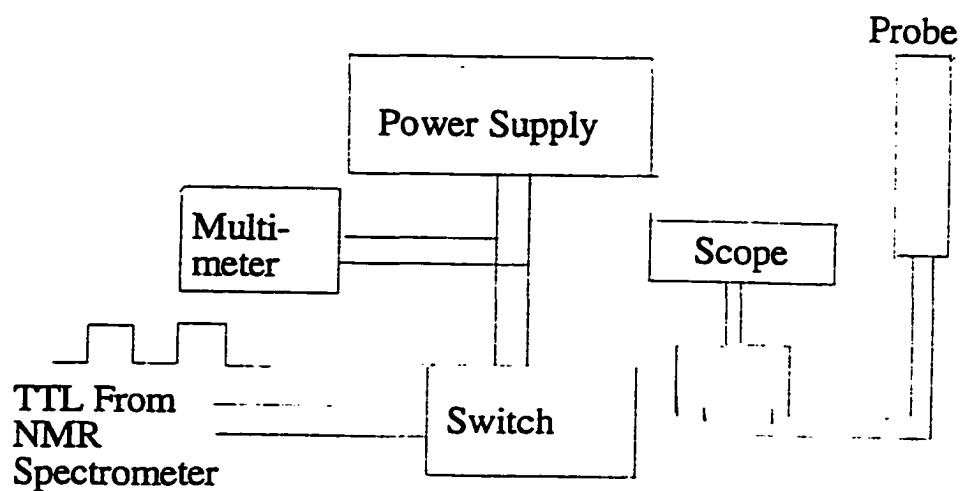 Probe
Power Supply
Multi-
meter
Scope
TTL From
NMR
Spectrometer
Switch